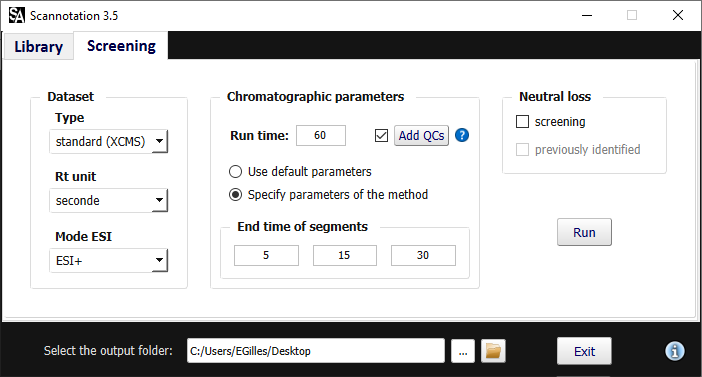 SA Scannotation 3.5
Library Screening
Dataset
Type
standard (XCMS)
Rt unit
seconde
Mode ESI
ESI+
Chromatographic parameters
Run time: 60 Add QCs ?
Use default parameters
Specify parameters of the method
End time of segments
5 15 30
Neutral loss
screening
previously identified
Run
Select the output folder: C:/Users/EGilles/Desktop ... Exit i